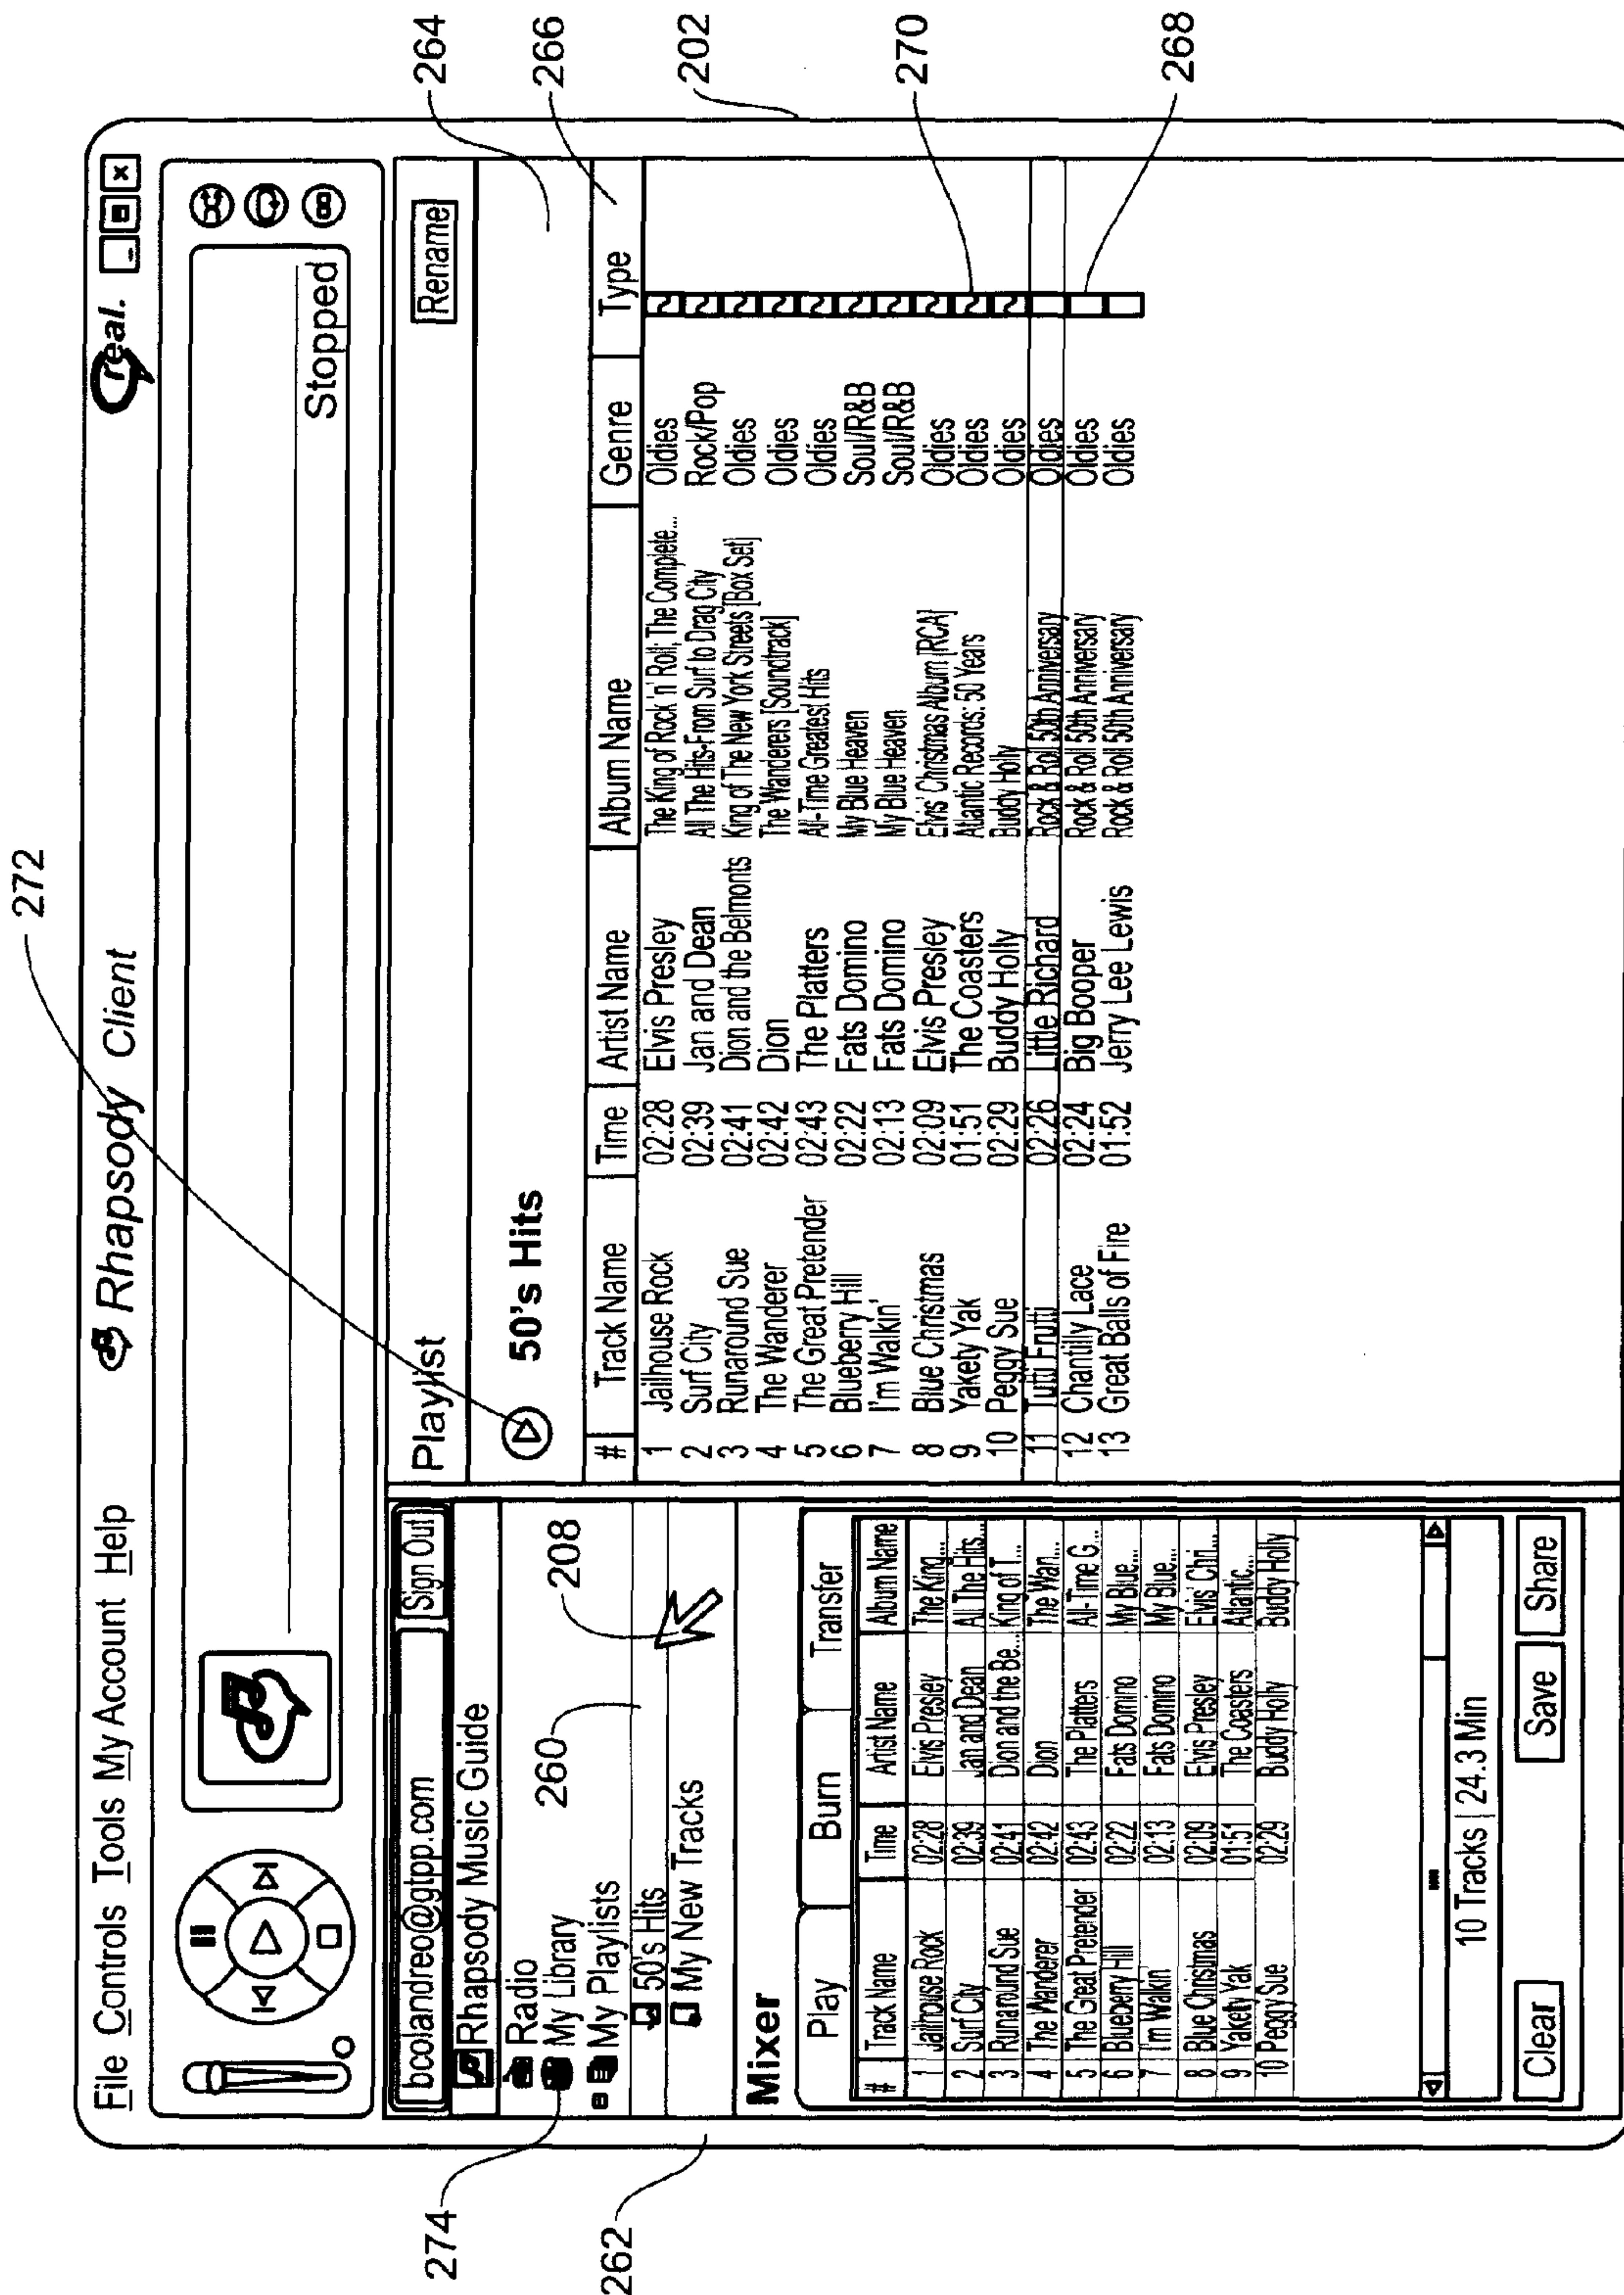 272
File Controls Tools My Account Help
Rhapsody Client
real.
Stopped
264
266
202
270
268
274
262
bcolandreo@gtpp.com Sign Out
Rhapsody Music Guide
Radio
My Library
My Playlists
50's Hits
My New Tracks
260
208
Mixer
Play Burn Transfer
# Track Name Time Artist Name Album Name
1 Jailhouse Rock 02:28 Elvis Presley The King...
2 Surf City 02:39 Jan and Dean All The Hits...
3 Runaround Sue 02:41 Dion and the Be... King of T...
4 The Wanderer 02:42 Dion The Wan...
5 The Great Pretender 02:43 The Platters All-Time G...
6 Blueberry Hill 02:22 Fats Domino My Blue...
7 I'm Walkin' 02:13 Fats Domino My Blue...
8 Blue Christmas 02:09 Elvis Presley Elvis' Chri...
9 Yakety Yak 01:51 The Coasters Atlantic...
10 Peggy Sue 02:29 Buddy Holly Buddy Holly
10 Tracks | 24.3 Min
Clear Save Share
Playlist
Rename
50's Hits
# Track Name Time Artist Name Album Name Genre Type
1 Jailhouse Rock 02:28 Elvis Presley The King of Rock 'n' Roll; The Complete... Oldies
2 Surf City 02:39 Jan and Dean All The Hits-From Surf to Drag City Rock/Pop
3 Runaround Sue 02:41 Dion and the Belmonts King of The New York Streets [Box Set] Oldies
4 The Wanderer 02:42 Dion The Wanderers [Soundtrack] Oldies
5 The Great Pretender 02:43 The Platters All-Time Greatest Hits Oldies
6 Blueberry Hill 02:22 Fats Domino My Blue Heaven Soul/R&B
7 I'm Walkin' 02:13 Fats Domino My Blue Heaven Soul/R&B
8 Blue Christmas 02:09 Elvis Presley Elvis' Christmas Album [RCA] Oldies
9 Yakety Yak 01:51 The Coasters Atlantic Records: 50 Years Oldies
10 Peggy Sue 02:29 Buddy Holly Buddy Holly Oldies
11 Tutti Frutti 02:26 Little Richard Rock & Roll 50th Anniversary Oldies
12 Chantilly Lace 02:24 Big Bopper Rock & Roll 50th Anniversary Oldies
13 Great Balls of Fire 01:52 Jerry Lee Lewis Rock & Roll 50th Anniversary Oldies